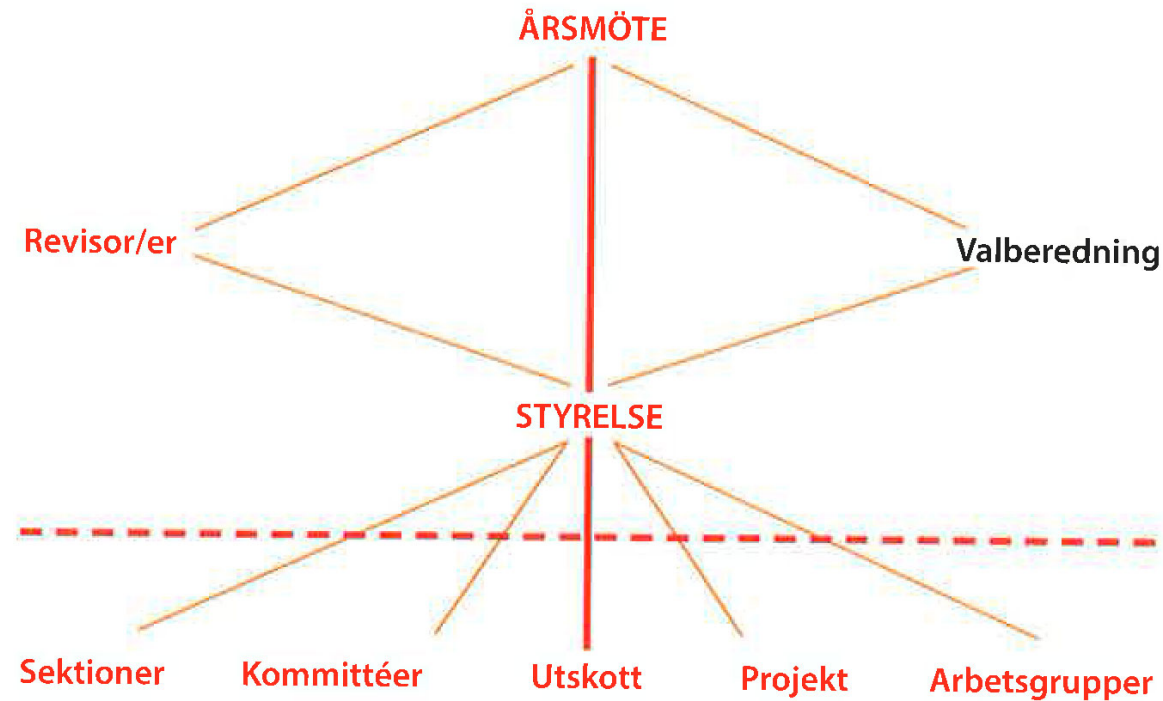 ÅRSMÖTE
Revisor/er
Valberedning
STYRELSE
Sektioner
Kommittéer
Utskott
Projekt
Arbetsgrupper